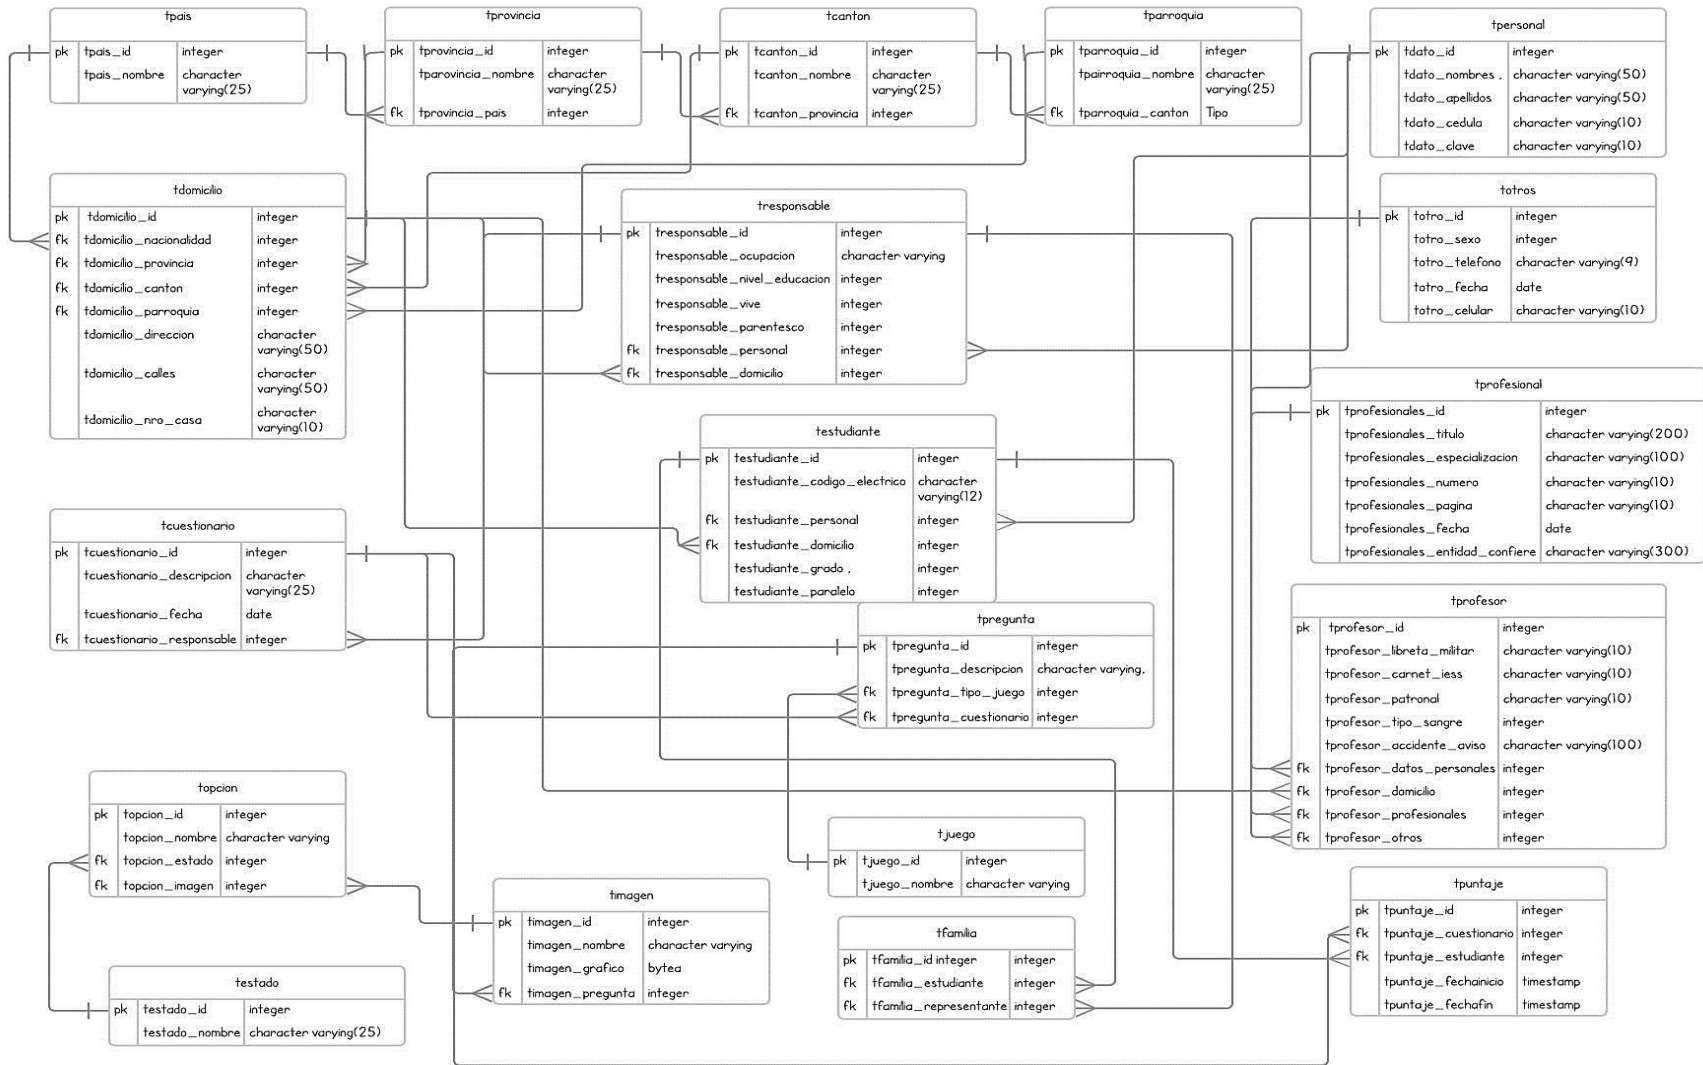 tpais
pk tpais_id integer
tpais_nombre character
varying(25)
tprovincia
pk tprovincia_id integer
tparovincia_nombre character
varying(25)
fk tprovincia_pais integer
tcanton
pk tcanton_id integer
tcanton_nombre character
varying(25)
fk tcanton_provincia integer
tparroquia
pk tparroquia_id integer
tpairroquia_nombre character
varying(25)
fk tparroquia_canton Tipo
tpersonal
pk tdato_id integer
tdato_nombres . character varying(50)
tdato_apellidos character varying(50)
tdato_cedula character varying(10)
tdato_clave character varying(10)
tdomicilio
pk tdomicilio_id integer
fk tdomicilio_nacionalidad integer
fk tdomicilio_provincia integer
fk tdomicilio_canton integer
fk tdomicilio_parroquia integer
tdomicilio_direccion character
varying(50)
tdomicilio_calles character
varying(50)
tdomicilio_nro_casa character
varying(10)
tresponsable
pk tresponsable_id integer
tresponsable_ocupacion character varying
tresponsable_nivel_educacion integer
tresponsable_vive integer
tresponsable_parentesco integer
fk tresponsable_personal integer
fk tresponsable_domicilio integer
totros
pk totro_id integer
totro_sexo integer
totro_telefono character varying(9)
totro_fecha date
totro_celular character varying(10)
tprofesional
pk tprofesionales_id integer
tprofesionales_titulo character varying(200)
tprofesionales_especializacion character varying(100)
tprofesionales_numero character varying(10)
tprofesionales_pagina character varying(10)
tprofesionales_fecha date
tprofesionales_entidad_confiere character varying(300)
testudiante
pk testudiante_id integer
testudiante_codigo_electrico character
varying(12)
fk testudiante_personal integer
fk testudiante_domicilio integer
testudiante_grado , integer
testudiante_paralelo integer
tcuestionario
pk tcuestionario_id integer
tcuestionario_descripcion character
varying(25)
tcuestionario_fecha date
fk tcuestionario_responsable integer
tpregunta
pk tpregunta_id integer
tpregunta_descripcion character varying.
fk tpregunta_tipo_juego integer
fk tpregunta_cuestionario integer
tprofesor
pk tprofesor_id integer
tprofesor_libreta_militar character varying(10)
tprofesor_carnet_iess character varying(10)
tprofesor_patronal character varying(10)
tprofesor_tipo_sangre integer
tprofesor_accidente_aviso character varying(100)
fk tprofesor_datos_personales integer
fk tprofesor_domicilio integer
fk tprofesor_profesionales integer
fk tprofesor_otros integer
topcion
pk topcion_id integer
topcion_nombre character varying
fk topcion_estado integer
fk topcion_imagen integer
tjuego
pk tjuego_id integer
tjuego_nombre character varying
timagen
pk timagen_id integer
timagen_nombre character varying
timagen_grafico bytea
fk timagen_pregunta integer
tfamilia
pk tfamilia_id integer integer
fk tfamilia_estudiante integer
fk tfamilia_representante integer
tpuntaje
pk tpuntaje_id integer
fk tpuntaje_cuestionario integer
fk tpuntaje_estudiante integer
tpuntaje_fechainicio timestamp
tpuntaje_fechafin timestamp
testado
pk testado_id integer
testado_nombre character varying(25)